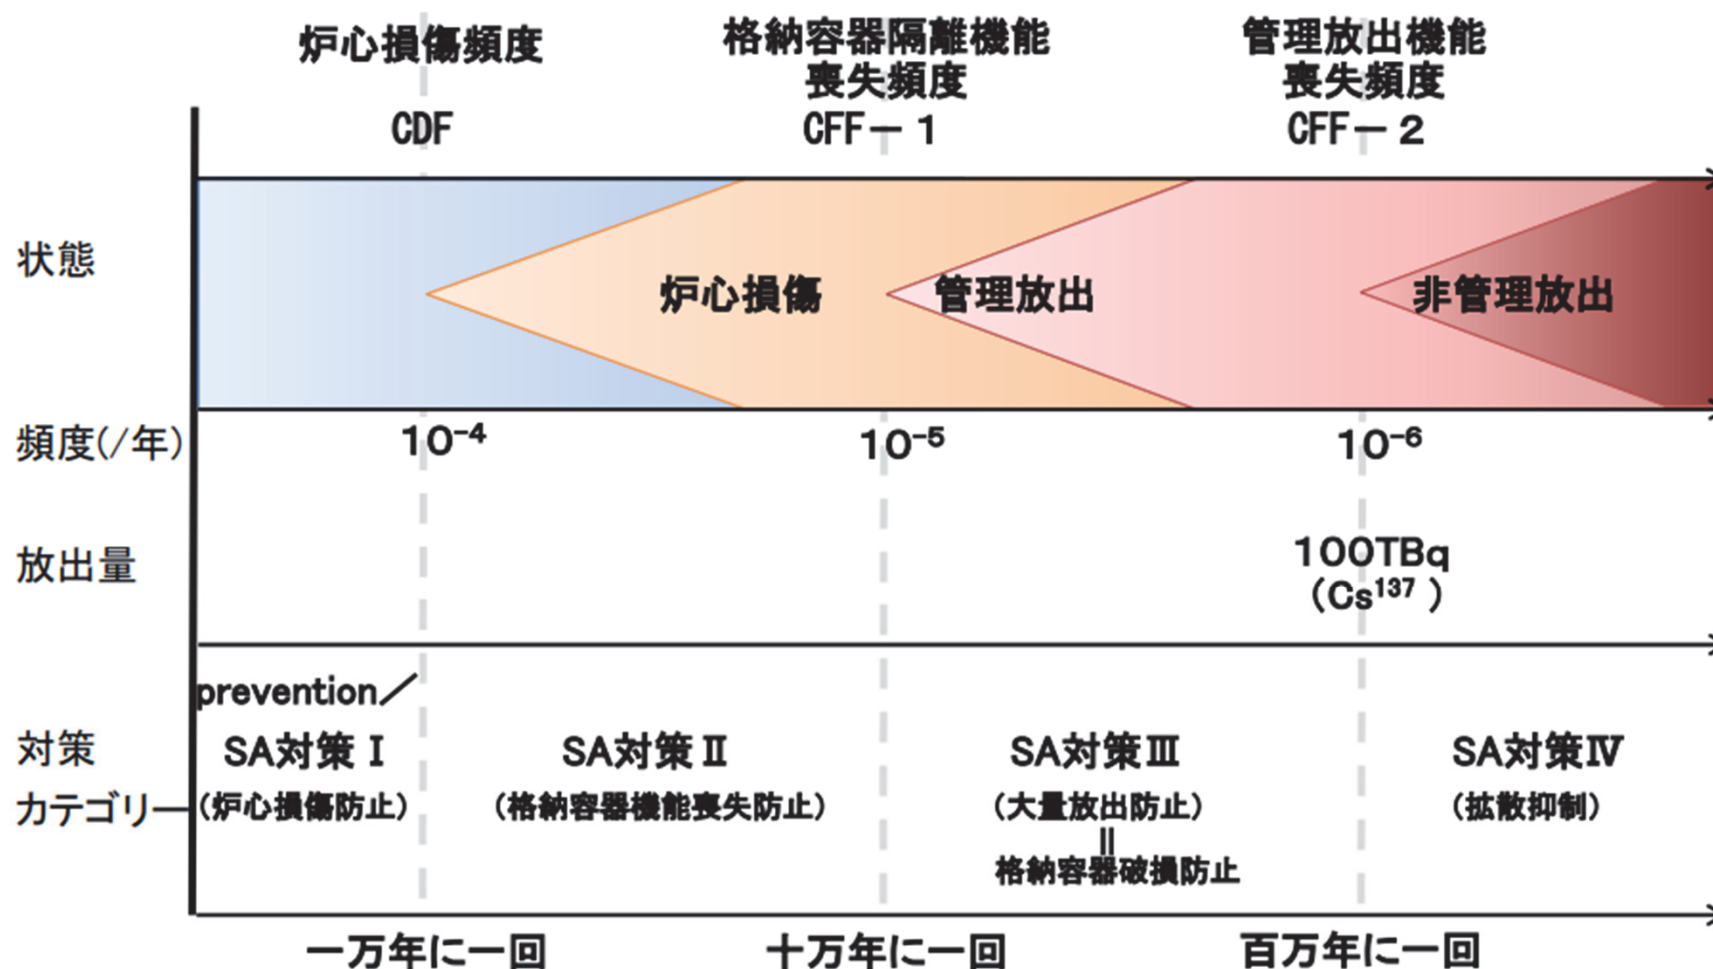 炉心損傷頻度
CDF
格納容器隔離機能
喪失頻度
CFF－1
管理放出機能
喪失頻度
CFF－2
状態
炉心損傷
管理放出
非管理放出
頻度(/年)
10⁻⁴
10⁻⁵
10⁻⁶
放出量
100TBq
(Cs¹³⁷ )
prevention
対策
カテゴリー
SA対策Ⅰ
(炉心損傷防止)
SA対策Ⅱ
(格納容器機能喪失防止)
SA対策Ⅲ
(大量放出防止)
||
格納容器破損防止
SA対策Ⅳ
(拡散抑制)
一万年に一回
十万年に一回
百万年に一回